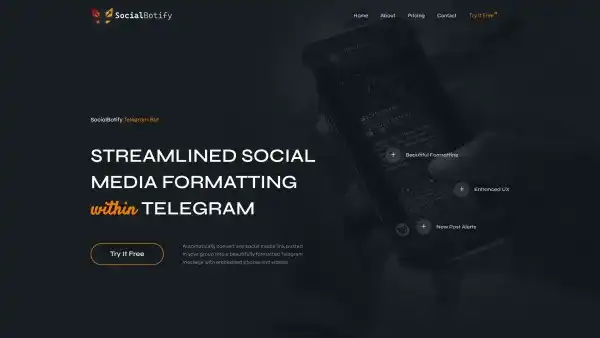 SocialBotify
Home About Pricing Contact Try It Free
SocialBotify Telegram Bot
STREAMLINED SOCIAL
MEDIA FORMATTING
within TELEGRAM
Beautiful Formatting
Enhanced UX
New Post Alerts
Try It Free
Automatically convert any social media link posted
in your group into a beautifully formatted Telegram
message with embedded photos and videos